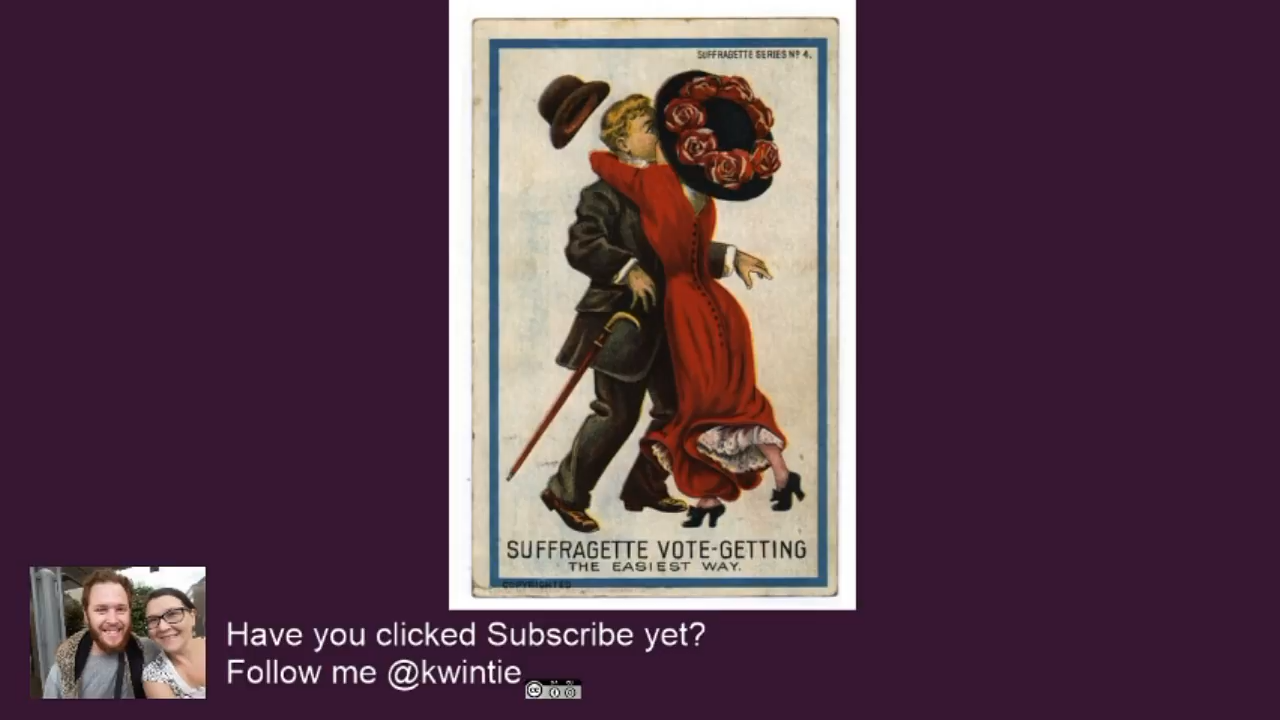 SUFFRAGETTE SERIES Nº 4.
SUFFRAGETTE VOTE-GETTING
THE EASIEST WAY.
COPYRIGHTED
Have you clicked Subscribe yet?
Follow me @kwintie